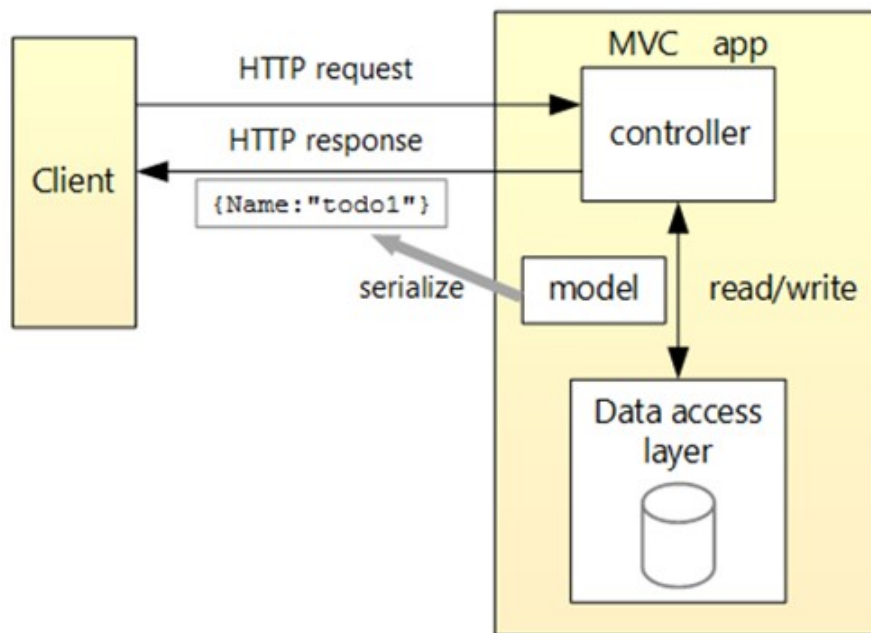 MVC app
HTTP request
controller
HTTP response
Client
{Name:"todo1"}
serialize
model
read/write
Data access
layer